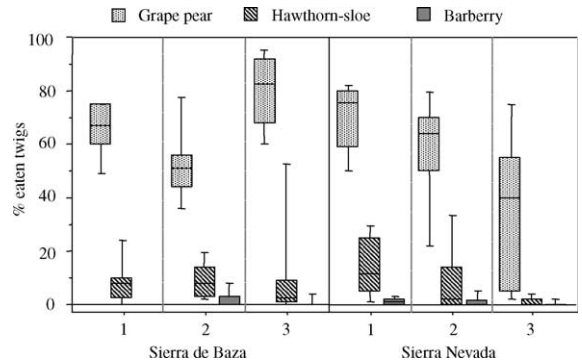 Grape pear Hawthorn-sloe Barberry
100
80
60
40
20
0
% eaten twigs
1 2 3 1 2 3
Sierra de Baza Sierra Nevada